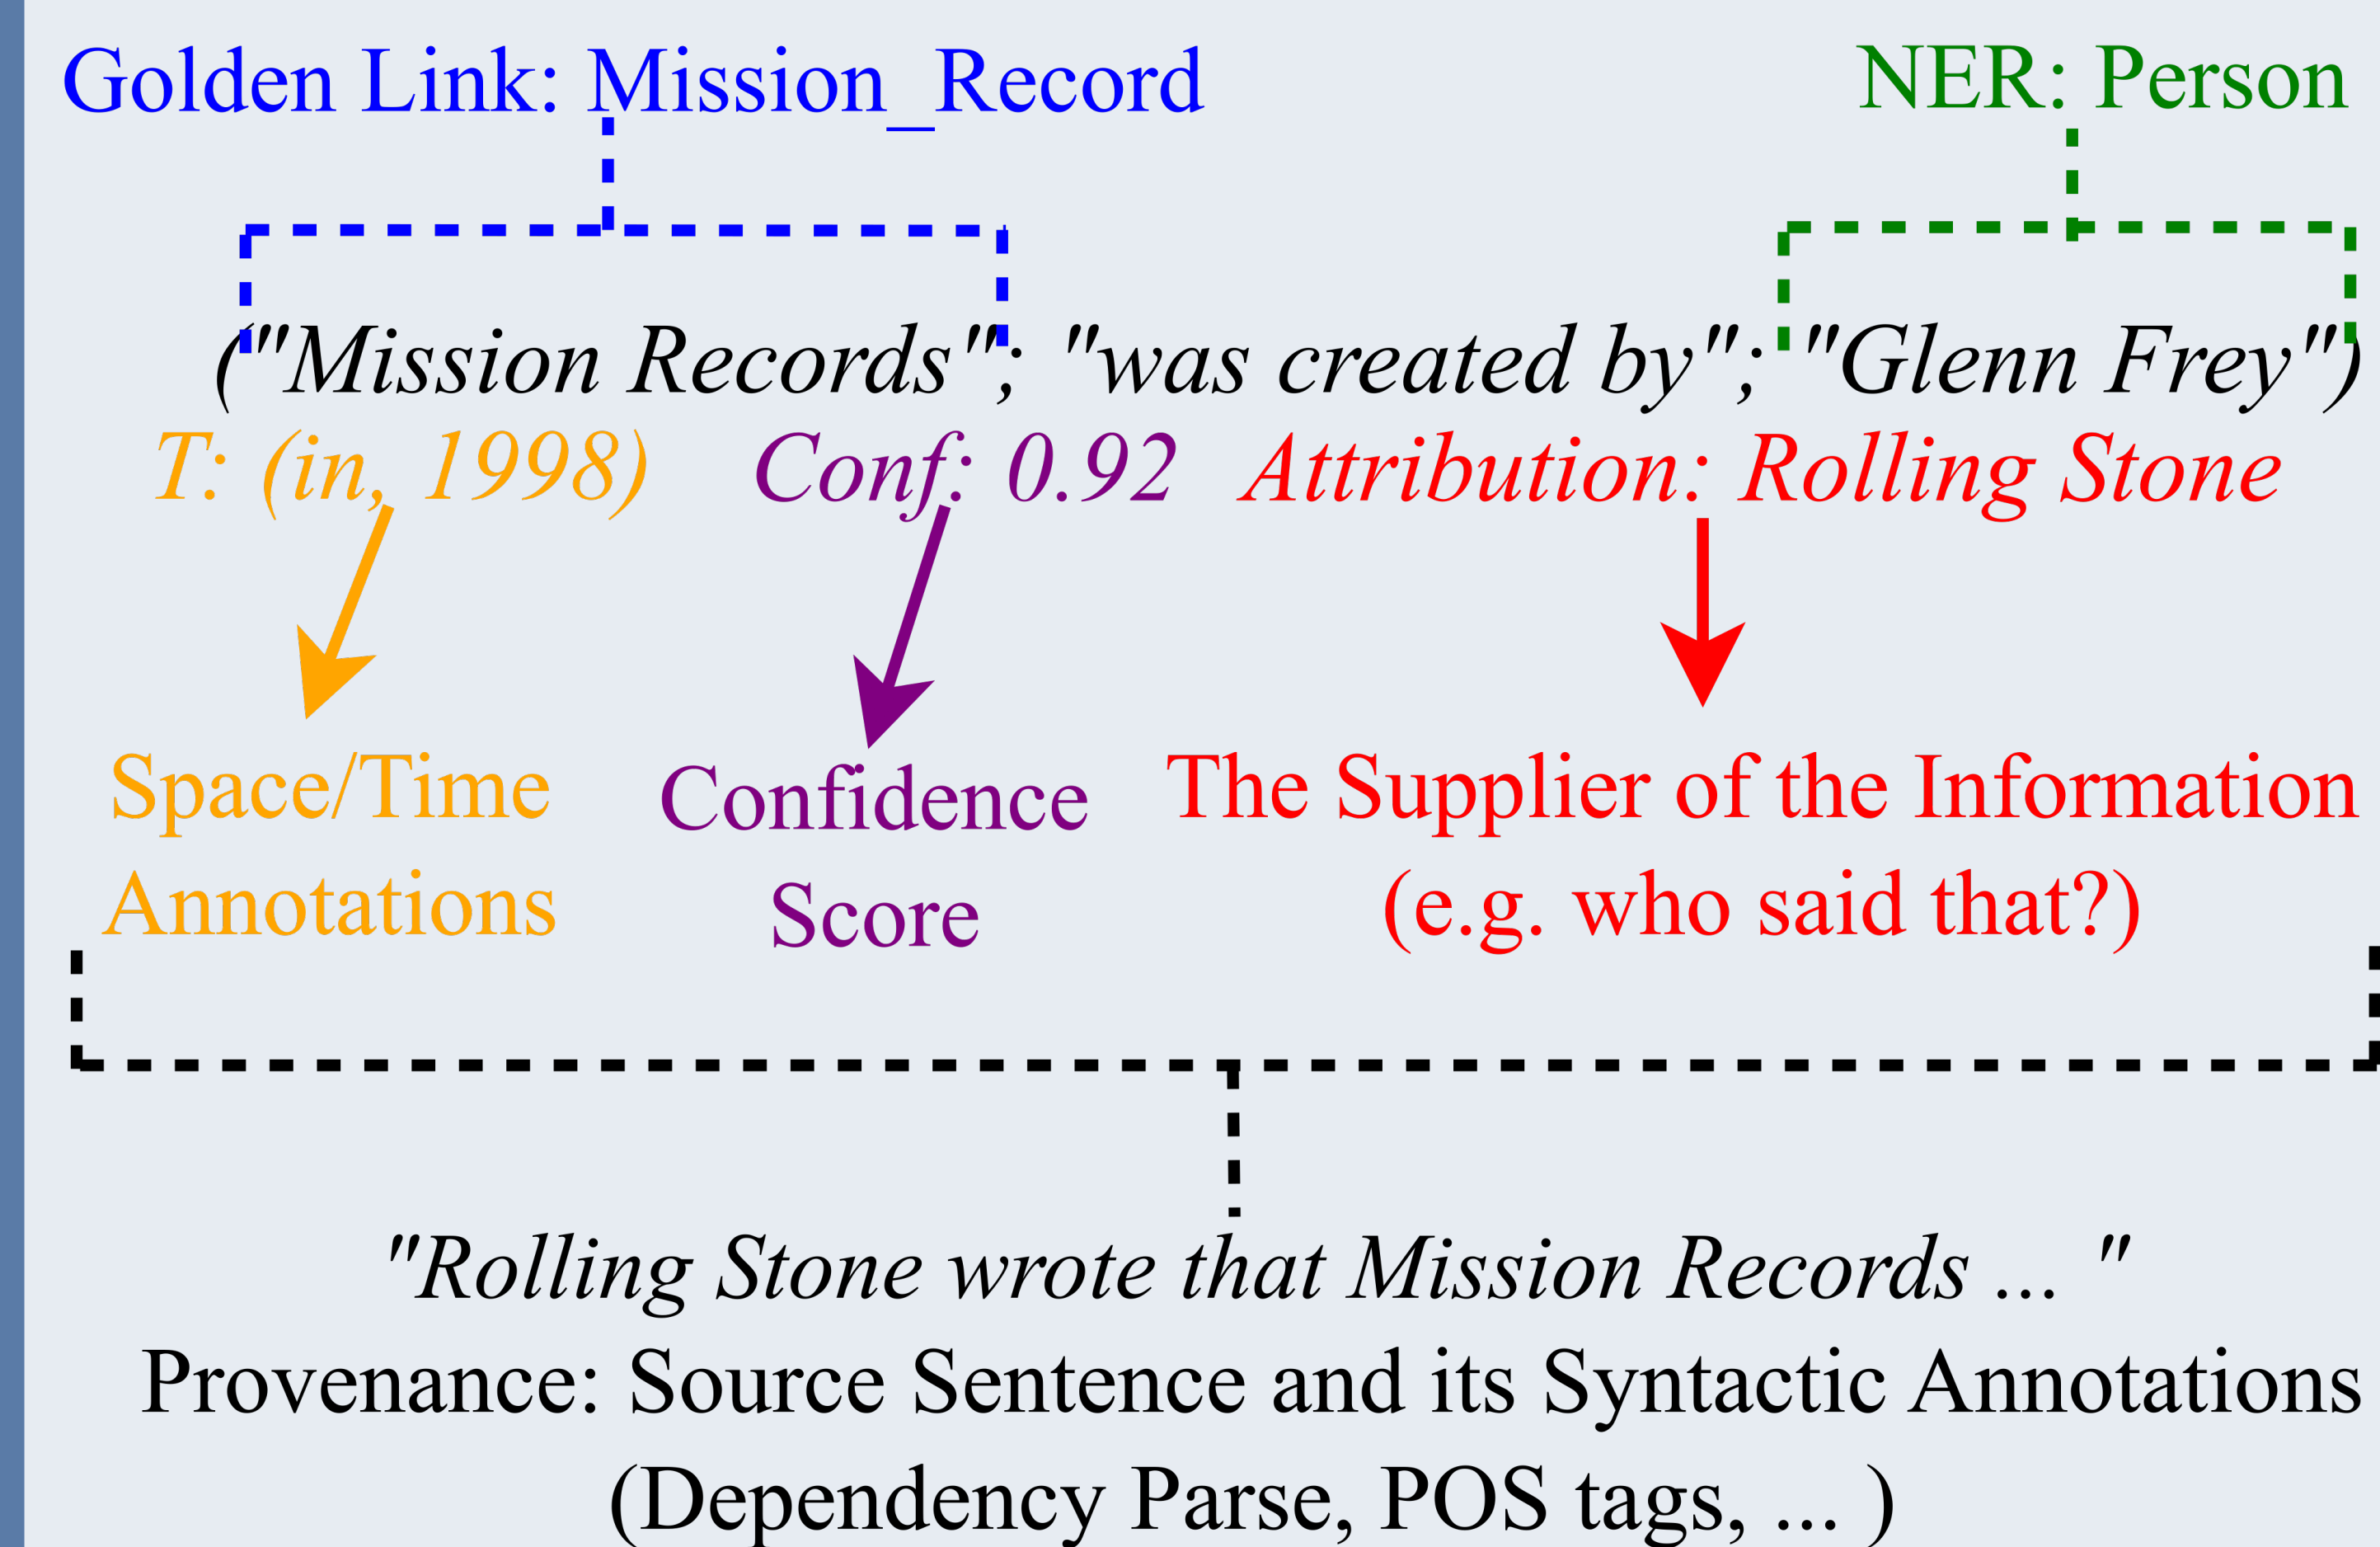 Golden Link: Mission_Record NER: Person
("Mission Records"; "was created by"; "Glenn Frey")
T: (in, 1998) Conf: 0.92 Attribution: Rolling Stone
Space/Time Confidence The Supplier of the Information
Annotations Score (e.g. who said that?)
"Rolling Stone wrote that Mission Records ... "
Provenance: Source Sentence and its Syntactic Annotations
(Dependency Parse, POS tags, ... )